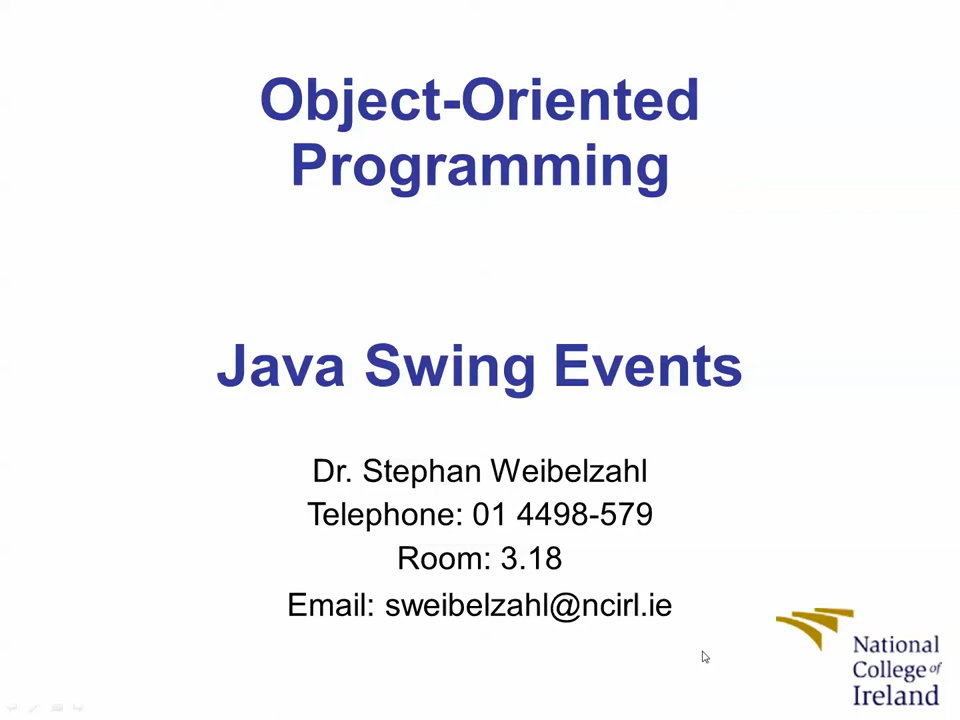 Object-Oriented
Programming
Java Swing Events
Dr. Stephan Weibelzahl
Telephone: 01 4498-579
Room: 3.18
Email: sweibelzahl@ncirl.ie
National
College of
Ireland